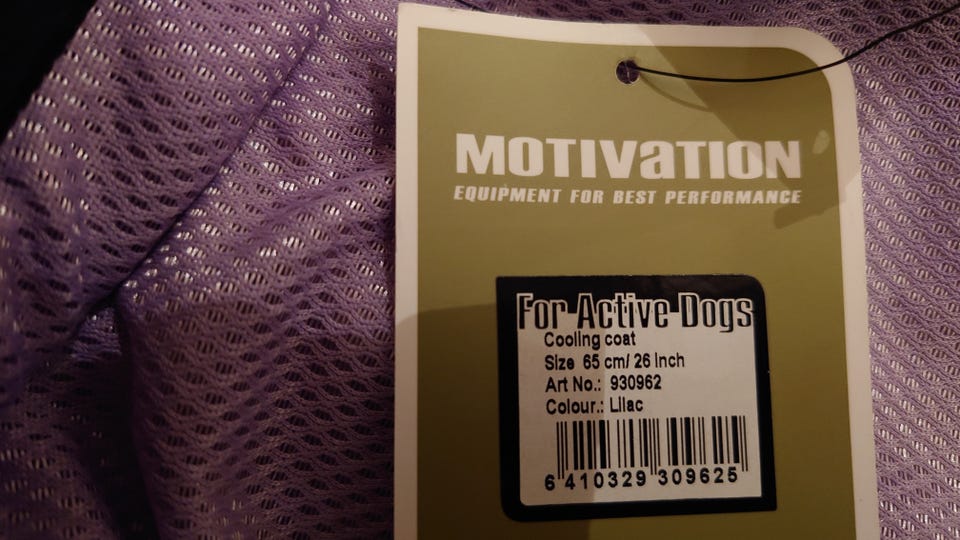 MOTIVaTION
EQUIPMENT FOR BEST PERFORMANCE
For Active Dogs
Cooling coat
Size 65 cm/ 26 Inch
Art No.: 930962
Colour.: Lilac
6 410329 309625